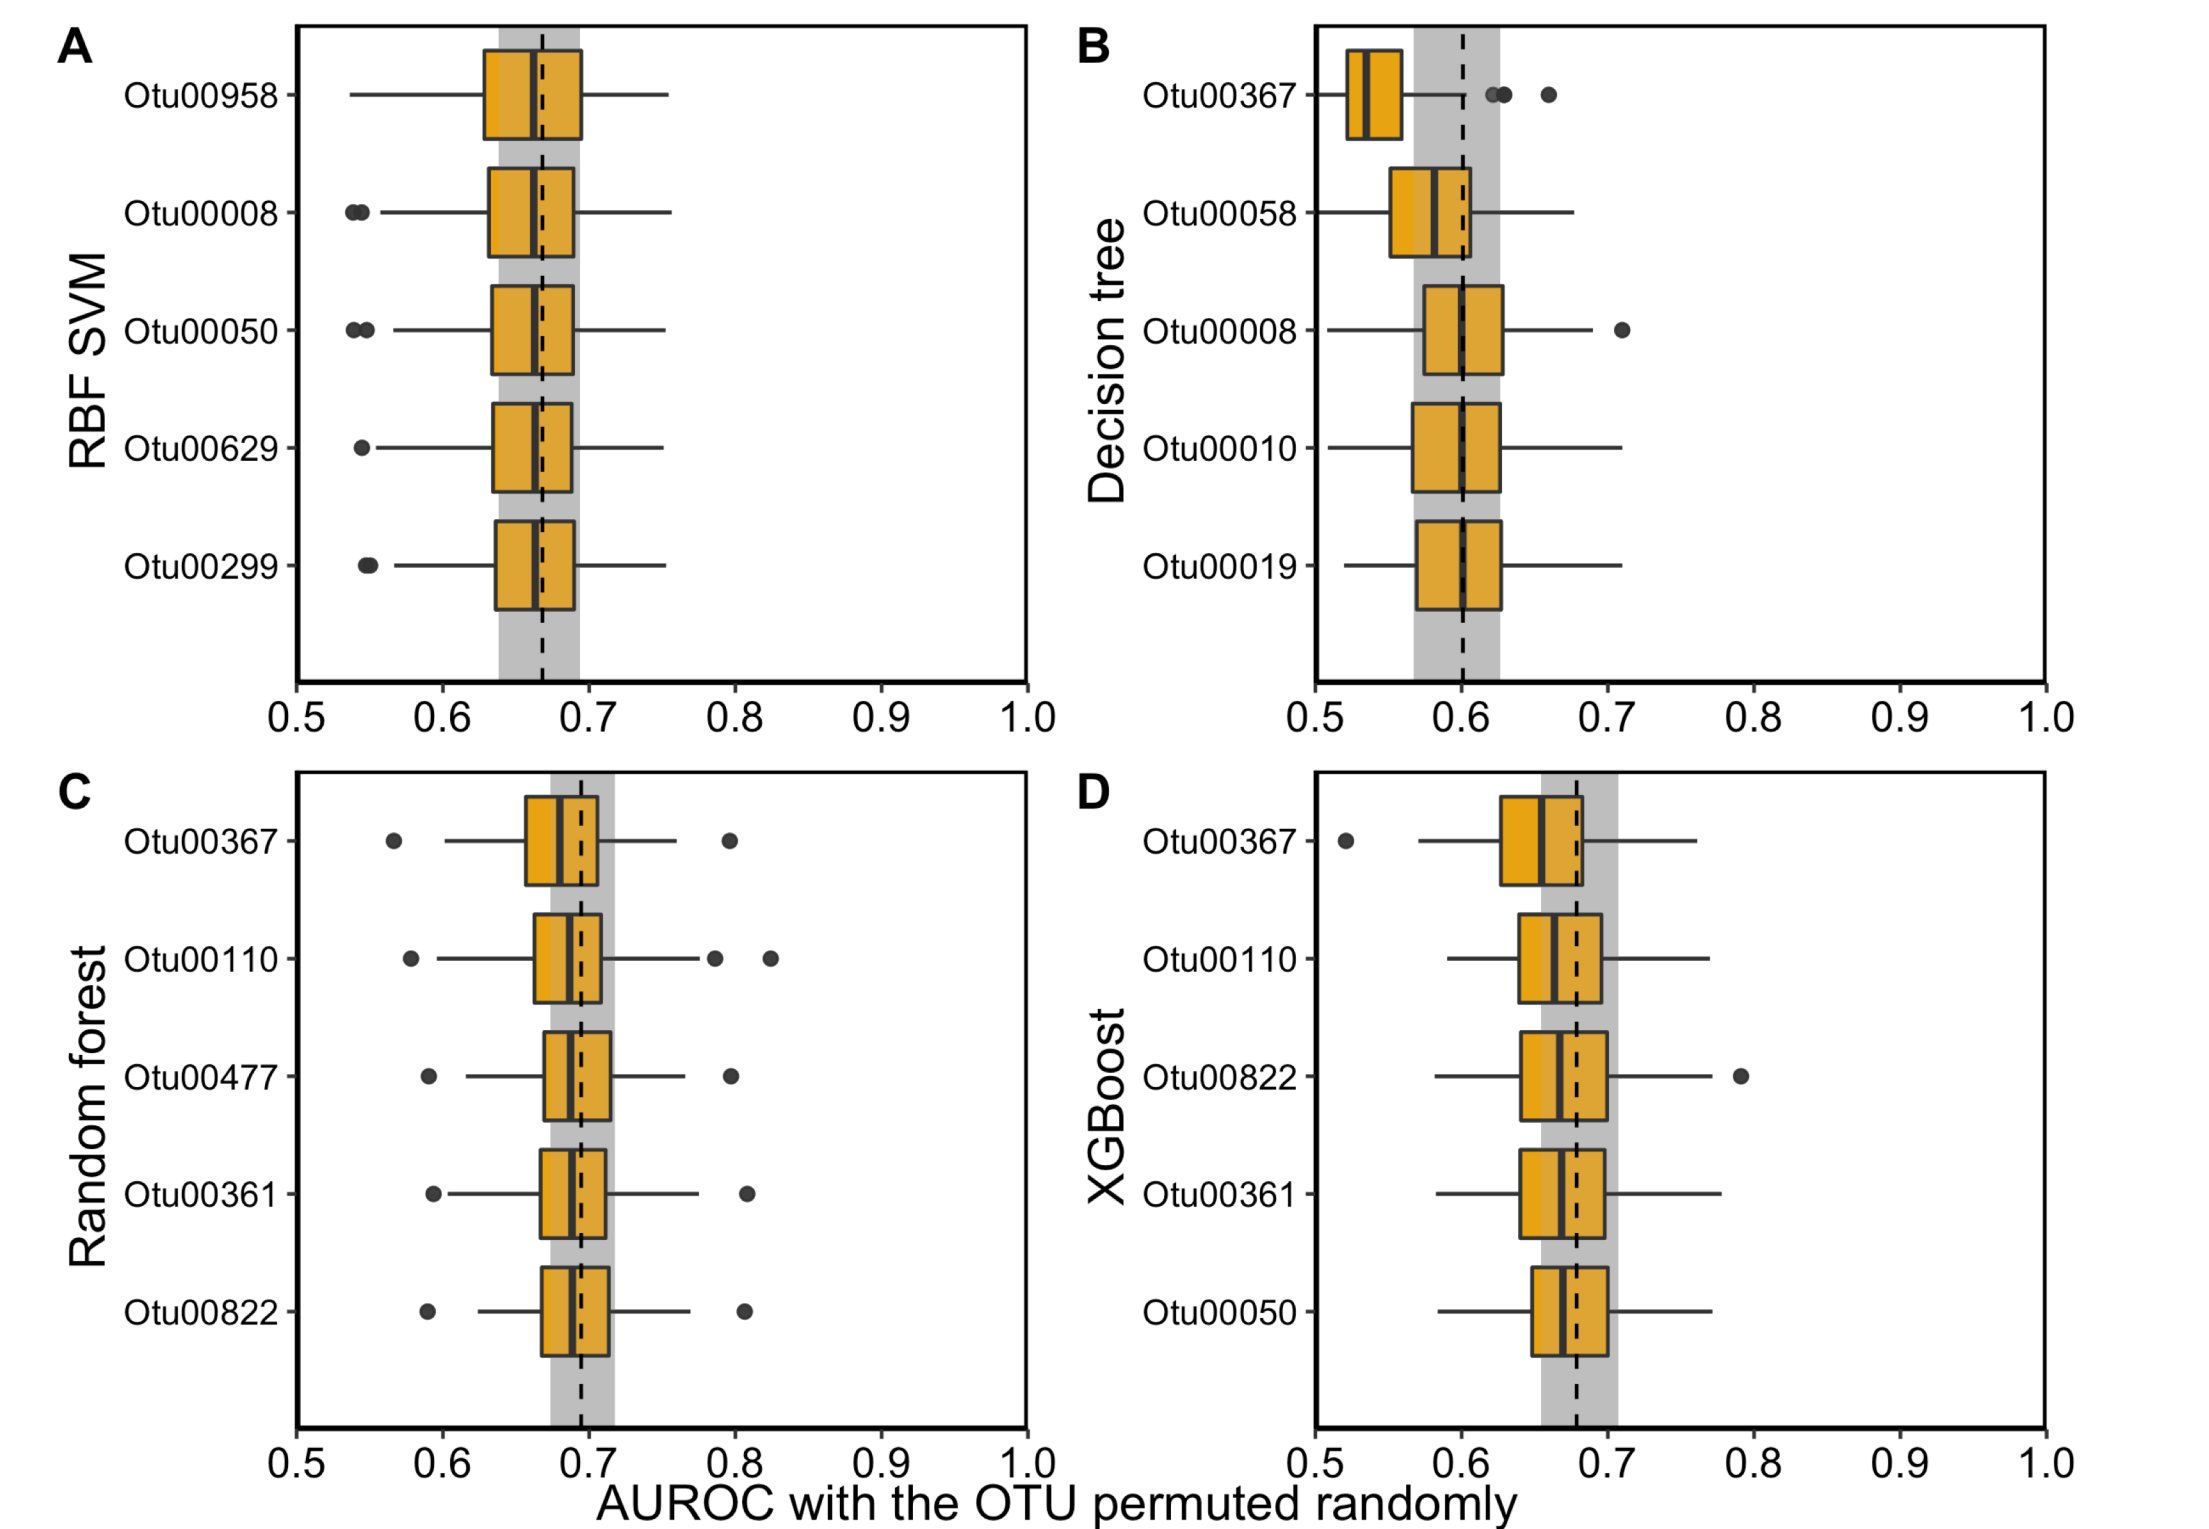 A
RBF SVM
Otu00958
Otu00008
Otu00050
Otu00629
Otu00299
0.5 0.6 0.7 0.8 0.9 1.0
B
Decision tree
Otu00367
Otu00058
Otu00008
Otu00010
Otu00019
0.5 0.6 0.7 0.8 0.9 1.0
C
Random forest
Otu00367
Otu00110
Otu00477
Otu00361
Otu00822
0.5 0.6 0.7 0.8 0.9 1.0
D
XGBoost
Otu00367
Otu00110
Otu00822
Otu00361
Otu00050
0.5 0.6 0.7 0.8 0.9 1.0
AUROC with the OTU permuted randomly